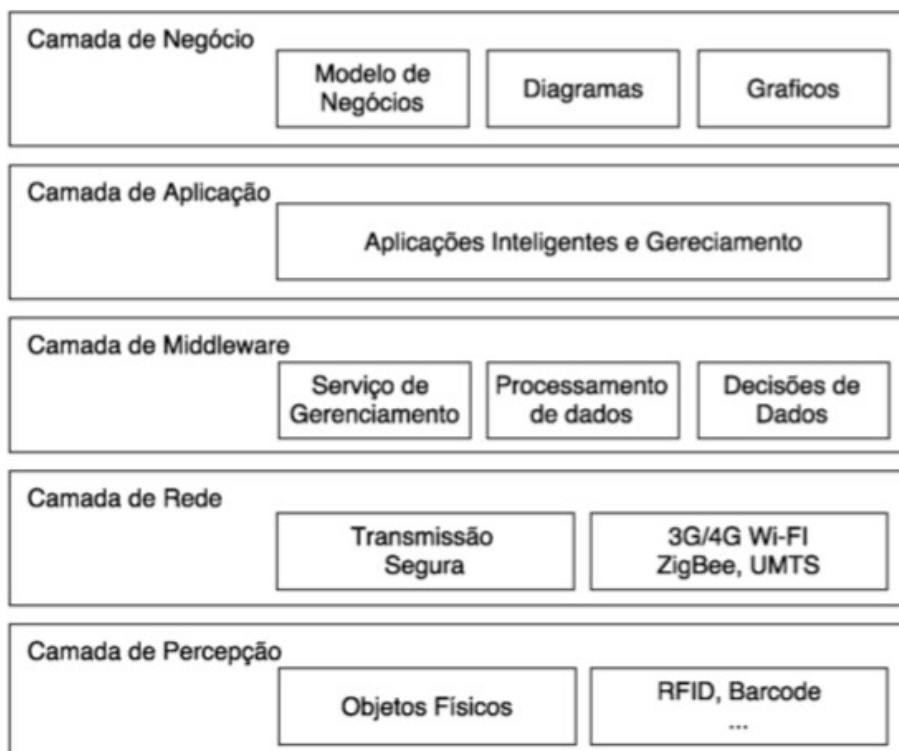 Camada de Negócio
Modelo de
Negócios
Diagramas
Graficos
Camada de Aplicação
Aplicações Inteligentes e Gereciamento
Camada de Middleware
Serviço de
Gerenciamento
Processamento
de dados
Decisões de
Dados
Camada de Rede
Transmissão
Segura
3G/4G Wi-FI
ZigBee, UMTS
Camada de Percepção
Objetos Físicos
RFID, Barcode
...